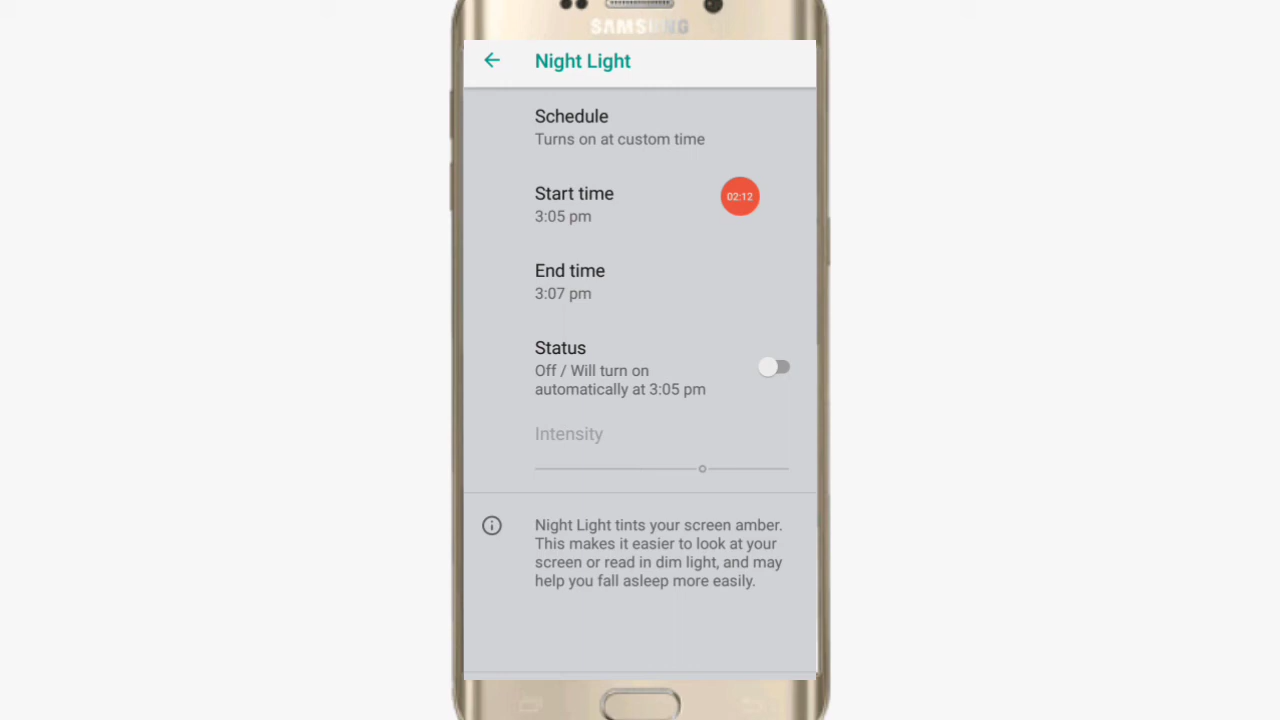 SAMSUNG
Night Light
Schedule
Turns on at custom time
Start time
3:05 pm
02:12
End time
3:07 pm
Status
Off / Will turn on
automatically at 3:05 pm
Intensity
Night Light tints your screen amber.
This makes it easier to look at your
screen or read in dim light, and may
help you fall asleep more easily.